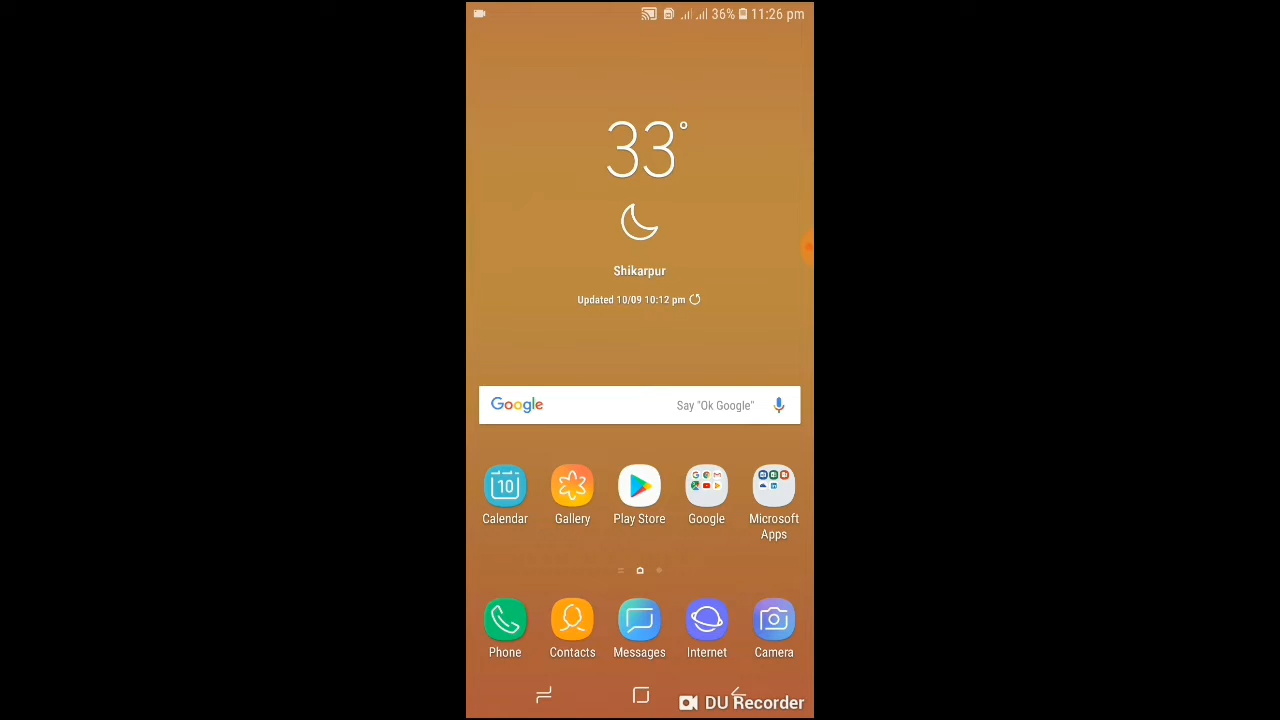 36% 11:26 pm
33°
Shikarpur
Updated 10/09 10:12 pm
Google Say "Ok Google"
10
Calendar Gallery Play Store Google Microsoft Apps
Phone Contacts Messages Internet Camera
DU Recorder